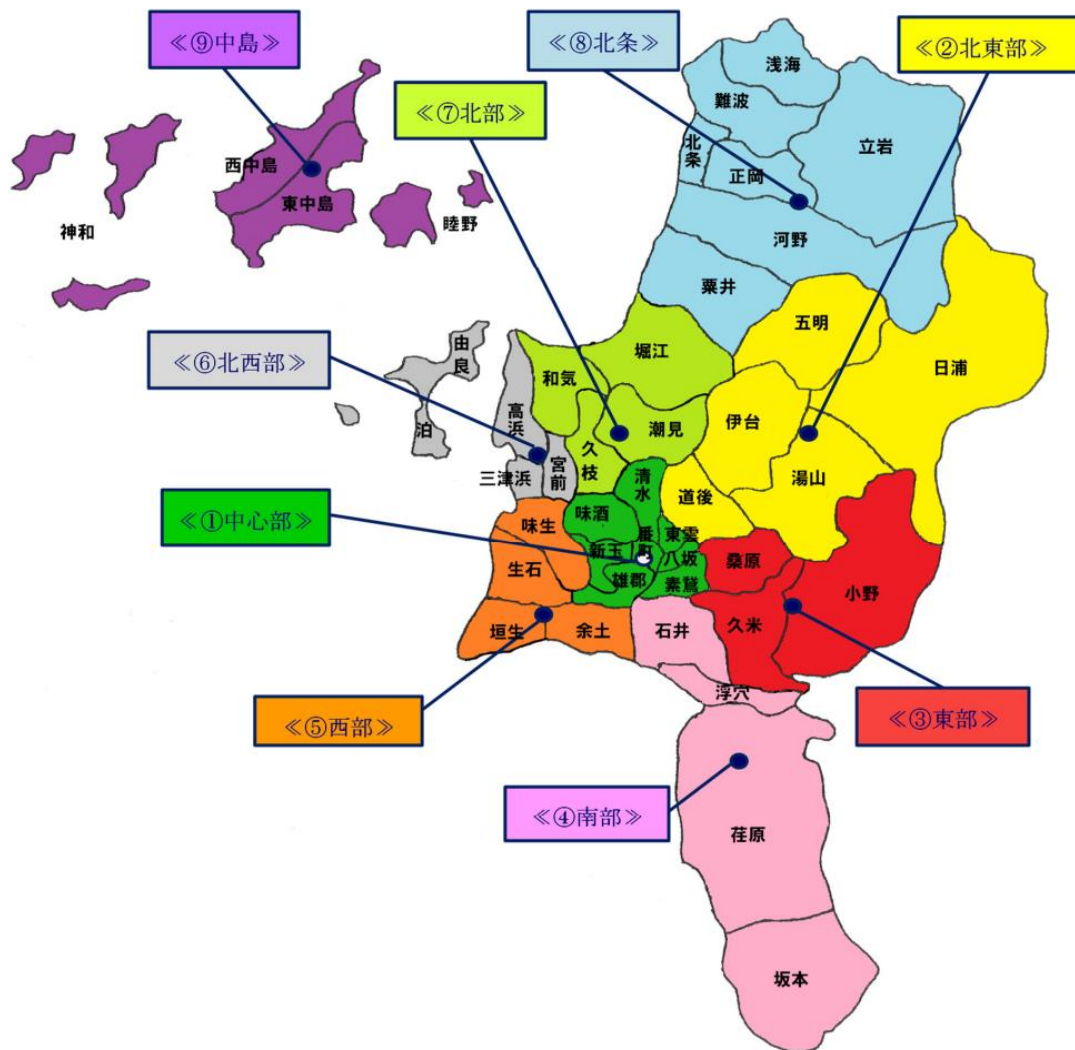 ≪⑨中島≫
≪⑧北条≫
≪②北東部≫
≪⑦北部≫
浅海
難波
北条
立岩
正岡
西中島
東中島
睦野
神和
河野
粟井
五明
由良
堀江
日浦
≪⑥北西部≫
和気
高浜
伊台
潮見
泊
久枝
宮前
三津浜
清水
湯山
道後
≪①中心部≫
味酒
味生
番町
東雲
新玉
八坂
桑原
生石
雄郡
素鵞
小野
垣生
余土
石井
久米
浮穴
≪⑤西部≫
≪③東部≫
≪④南部≫
荏原
坂本